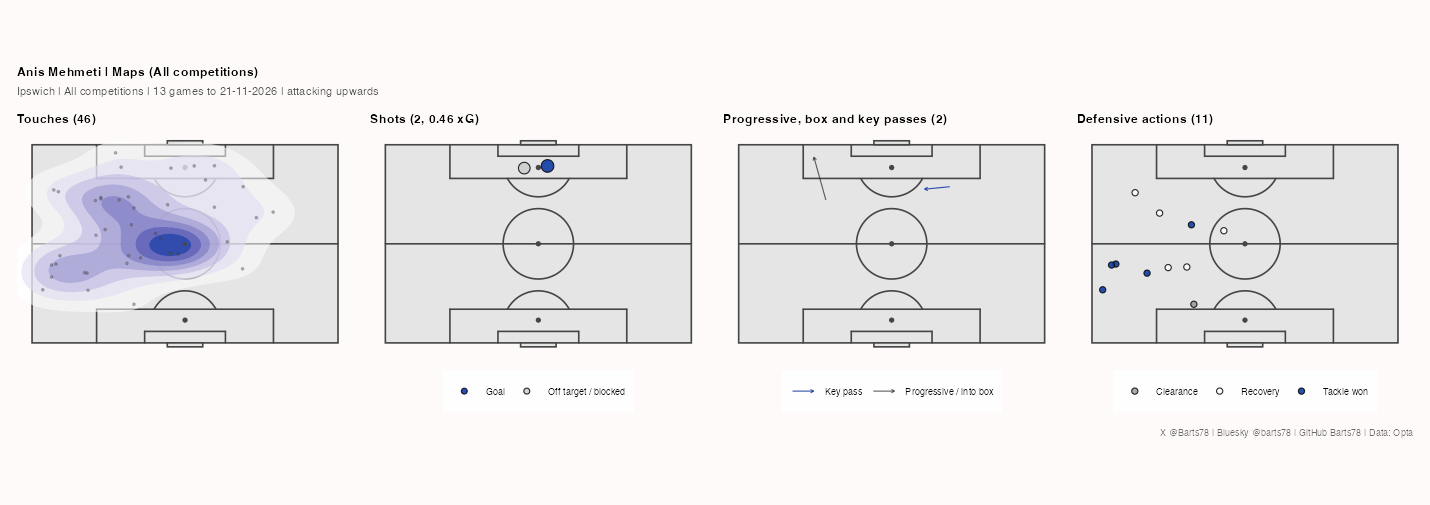 Anis Mehmeti | Maps (All competitions)
Ipswich | All competitions | 13 games to 21-11-2026 | attacking upwards
Touches (46)
Shots (2, 0.46 xG)
Progressive, box and key passes (2)
Defensive actions (11)
Goal
Off target / blocked
Key pass
Progressive / into box
Clearance
Recovery
Tackle won
X @Barts78 | Bluesky @barts78 | GitHub Barts78 | Data: Opta